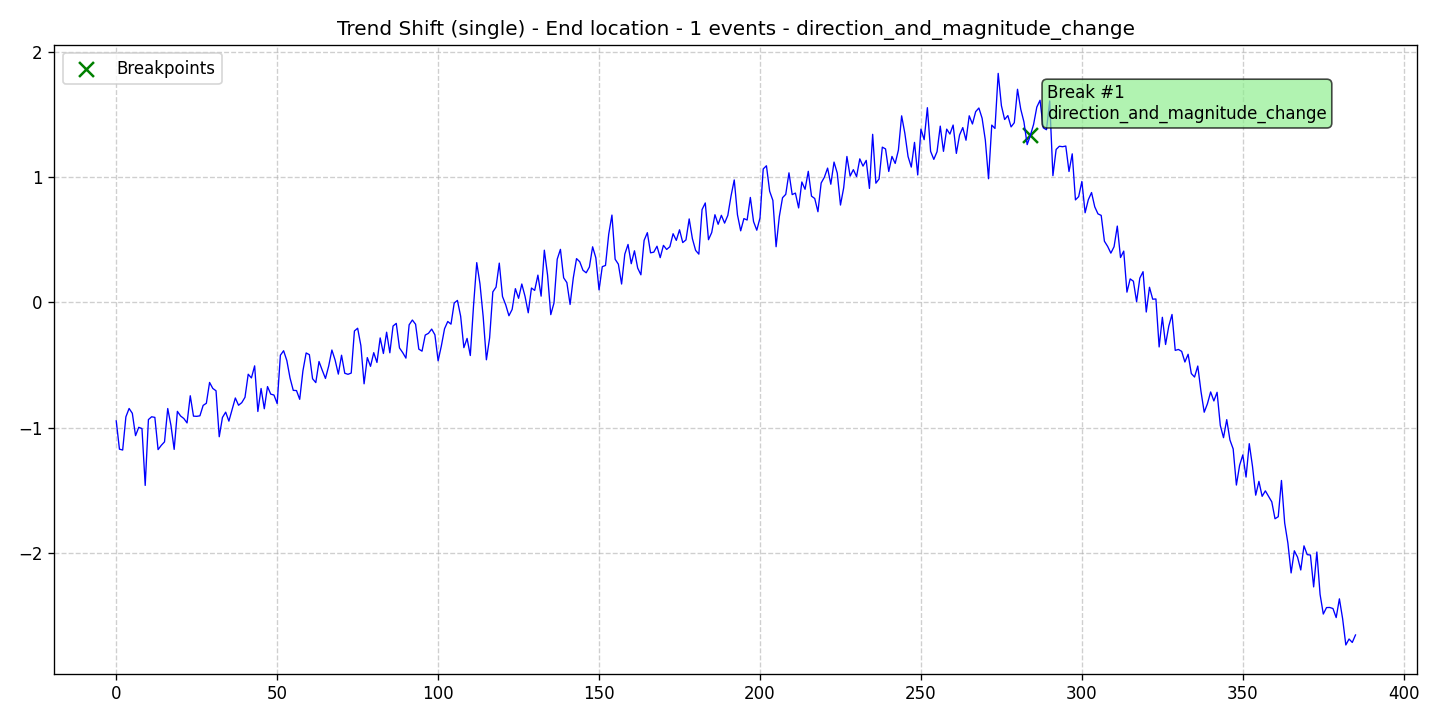 Trend Shift (single) - End location - 1 events - direction_and_magnitude_change
Breakpoints
Break #1
direction_and_magnitude_change
2
1
0
−1
−2
0 50 100 150 200 250 300 350 400